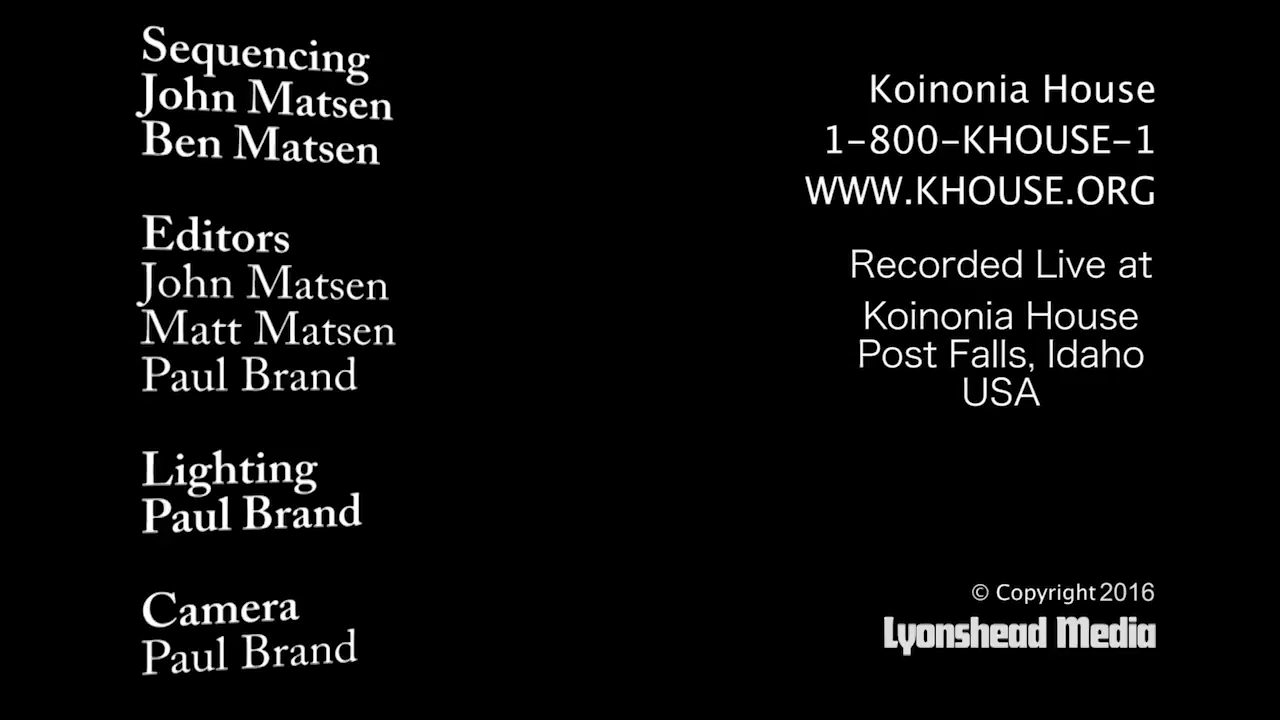 Sequencing
John Matsen
Ben Matsen
Editors
John Matsen
Matt Matsen
Paul Brand
Lighting
Paul Brand
Camera
Paul Brand
Koinonia House
1-800-KHOUSE-1
WWW.KHOUSE.ORG
Recorded Live at
Koinonia House
Post Falls, Idaho
USA
© Copyright 2016
Lyonshead Media